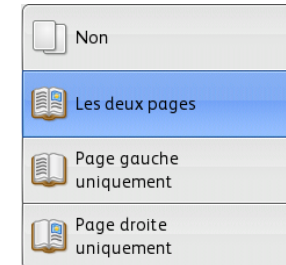 Non
Les deux pages
Page gauche
uniquement
Page droite
uniquement